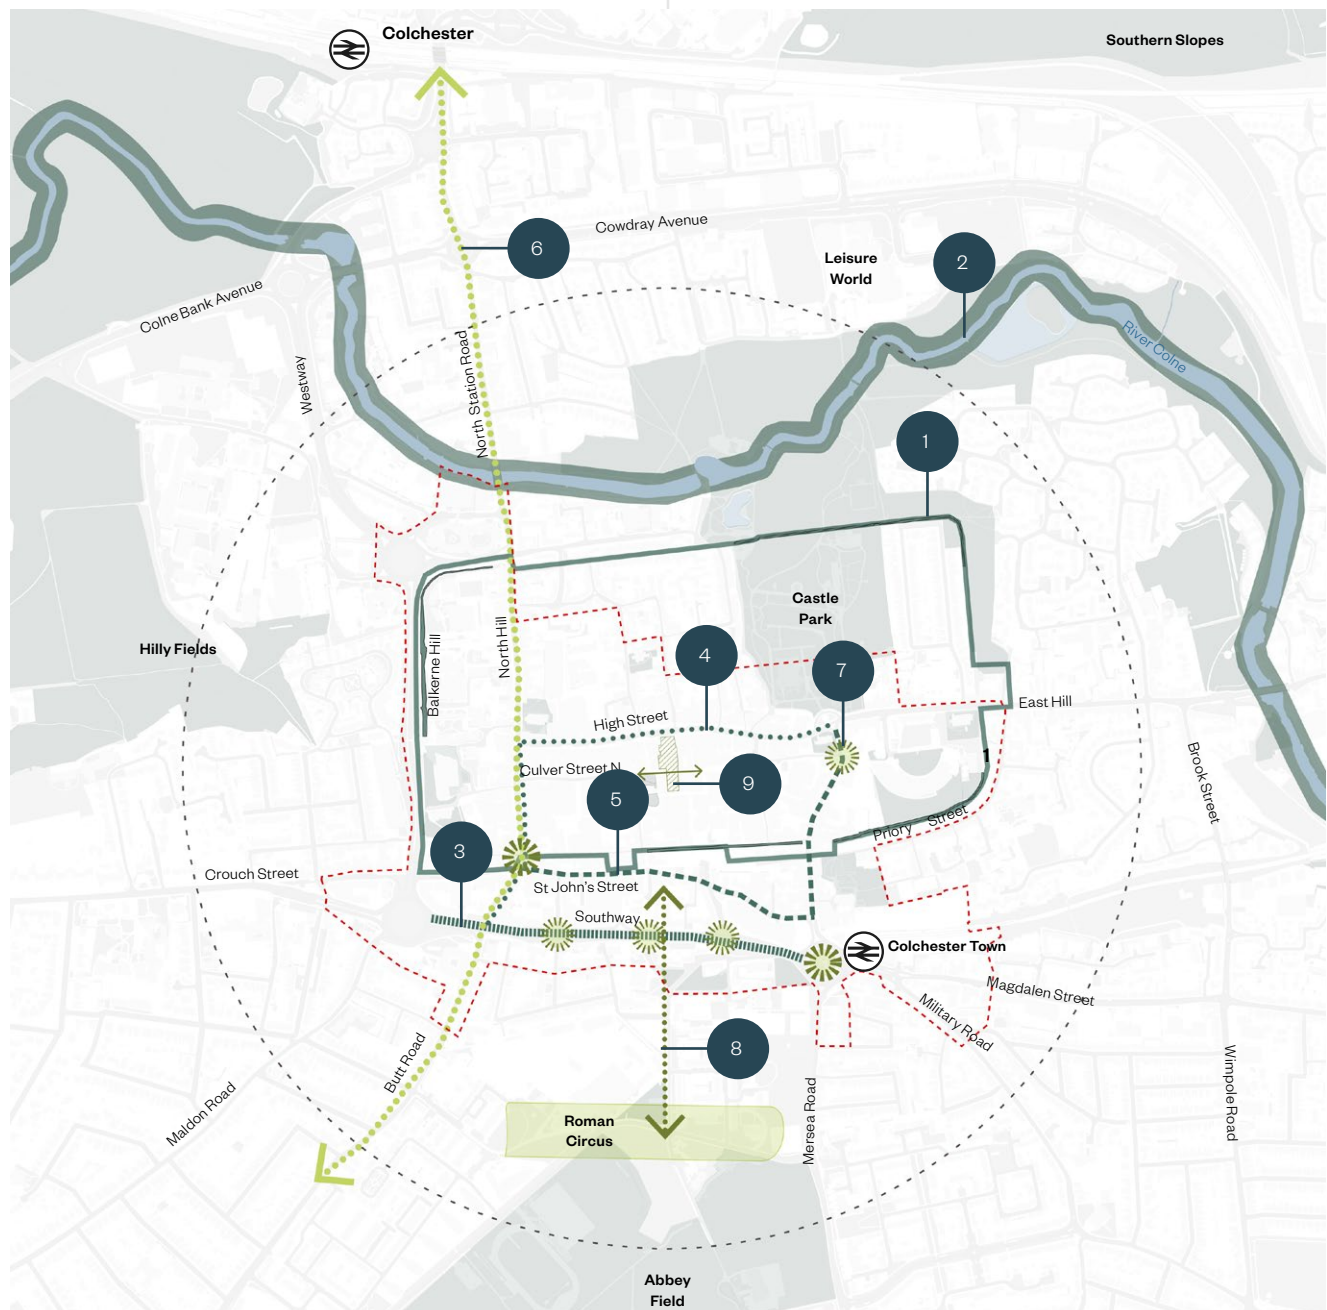 Colchester
Southern Slopes
6
Cowdray Avenue
Leisure
World
2
Colne Bank Avenue
River Colne
Westway
North Station Road
1
Castle
Park
Hilly Fields
Balkerne Hill
North Hill
4
7
East Hill
High Street
Culver Street N
1
9
5
Brook Street
Priory Street
3
Crouch Street
St John's Street
Southway
Colchester Town
Magdalen Street
Military Road
8
Butt Road
Wimpole Road
Maldon Road
Mersea Road
Roman
Circus
Abbey
Field